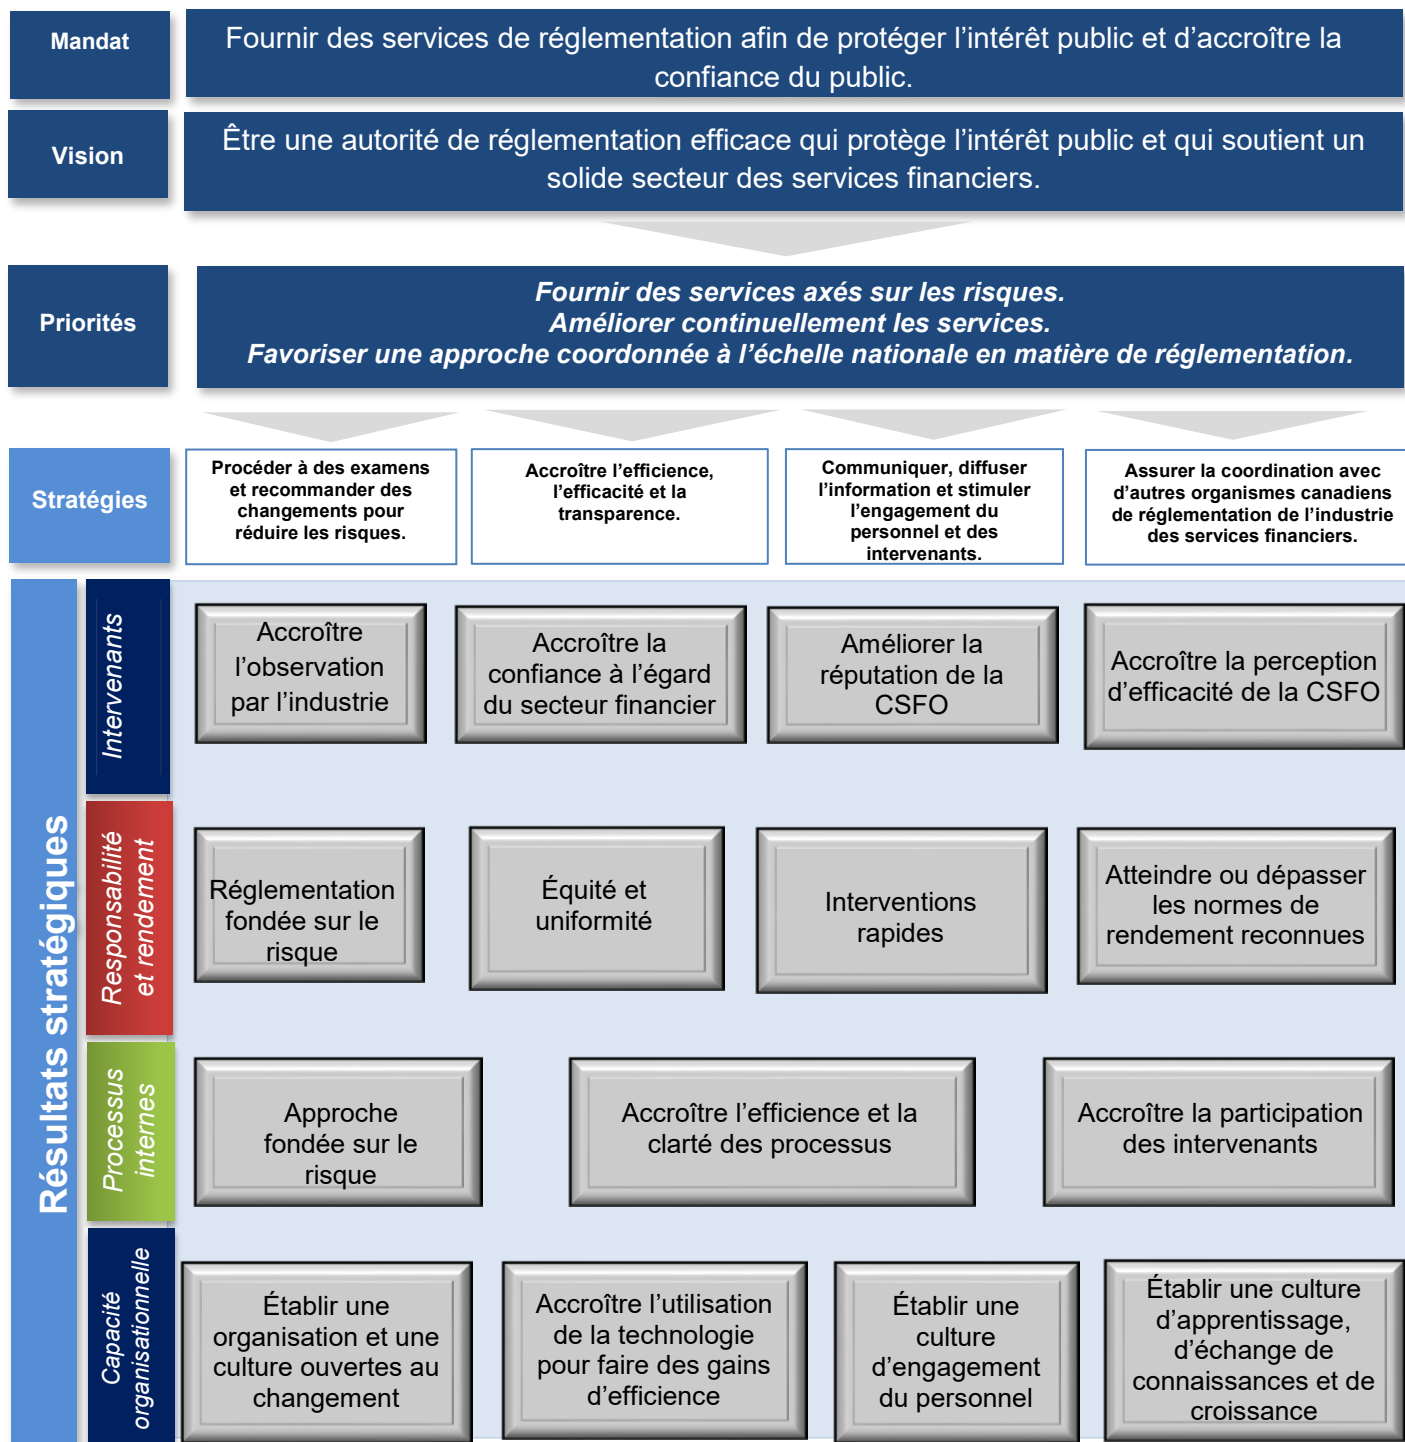 Mandat
Fournir des services de réglementation afin de protéger l’intérêt public et d’accroître la
confiance du public.
Vision
Être une autorité de réglementation efficace qui protège l’intérêt public et qui soutient un
solide secteur des services financiers.
Priorités
Fournir des services axés sur les risques.
Améliorer continuellement les services.
Favoriser une approche coordonnée à l’échelle nationale en matière de réglementation.
Stratégies
Procéder à des examens
et recommander des
changements pour
réduire les risques.
Accroître l’efficience,
l’efficacité et la
transparence.
Communiquer, diffuser
l’information et stimuler
l’engagement du
personnel et des
intervenants.
Assurer la coordination avec
d’autres organismes canadiens
de réglementation de l’industrie
des services financiers.
Résultats stratégiques
Intervenants
Accroître
l’observation
par l’industrie
Accroître la
confiance à l’égard
du secteur financier
Améliorer la
réputation de la
CSFO
Accroître la perception
d’efficacité de la CSFO
Responsabilité
et rendement
Réglementation
fondée sur le
risque
Équité et
uniformité
Interventions
rapides
Atteindre ou dépasser
les normes de
rendement reconnues
Processus
internes
Approche
fondée sur le
risque
Accroître l’efficience et la
clarté des processus
Accroître la participation
des intervenants
Capacité
organisationnelle
Établir une
organisation et une
culture ouvertes au
changement
Accroître l’utilisation
de la technologie
pour faire des gains
d’efficience
Établir une
culture
d’engagement
du personnel
Établir une culture
d’apprentissage,
d’échange de
connaissances et de
croissance